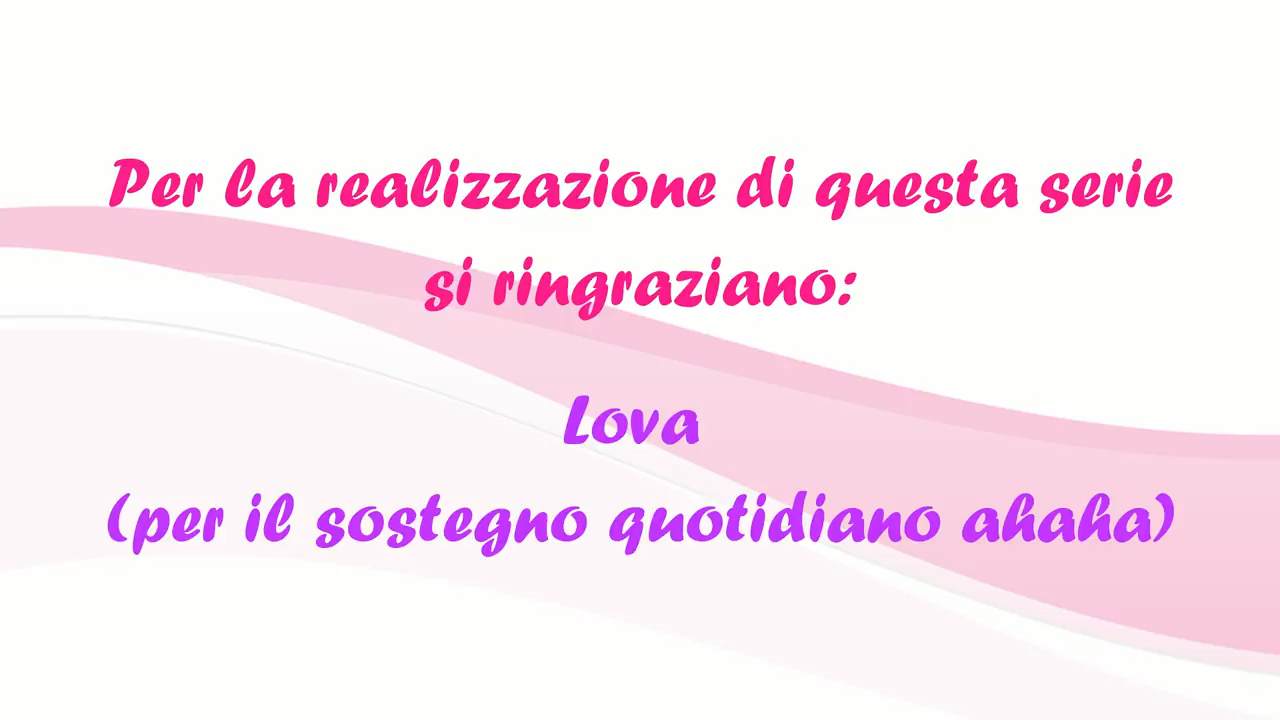 Per la realizzazione di questa serie
si ringraziano:
Lova
(per il sostegno quotidiano ahaha)